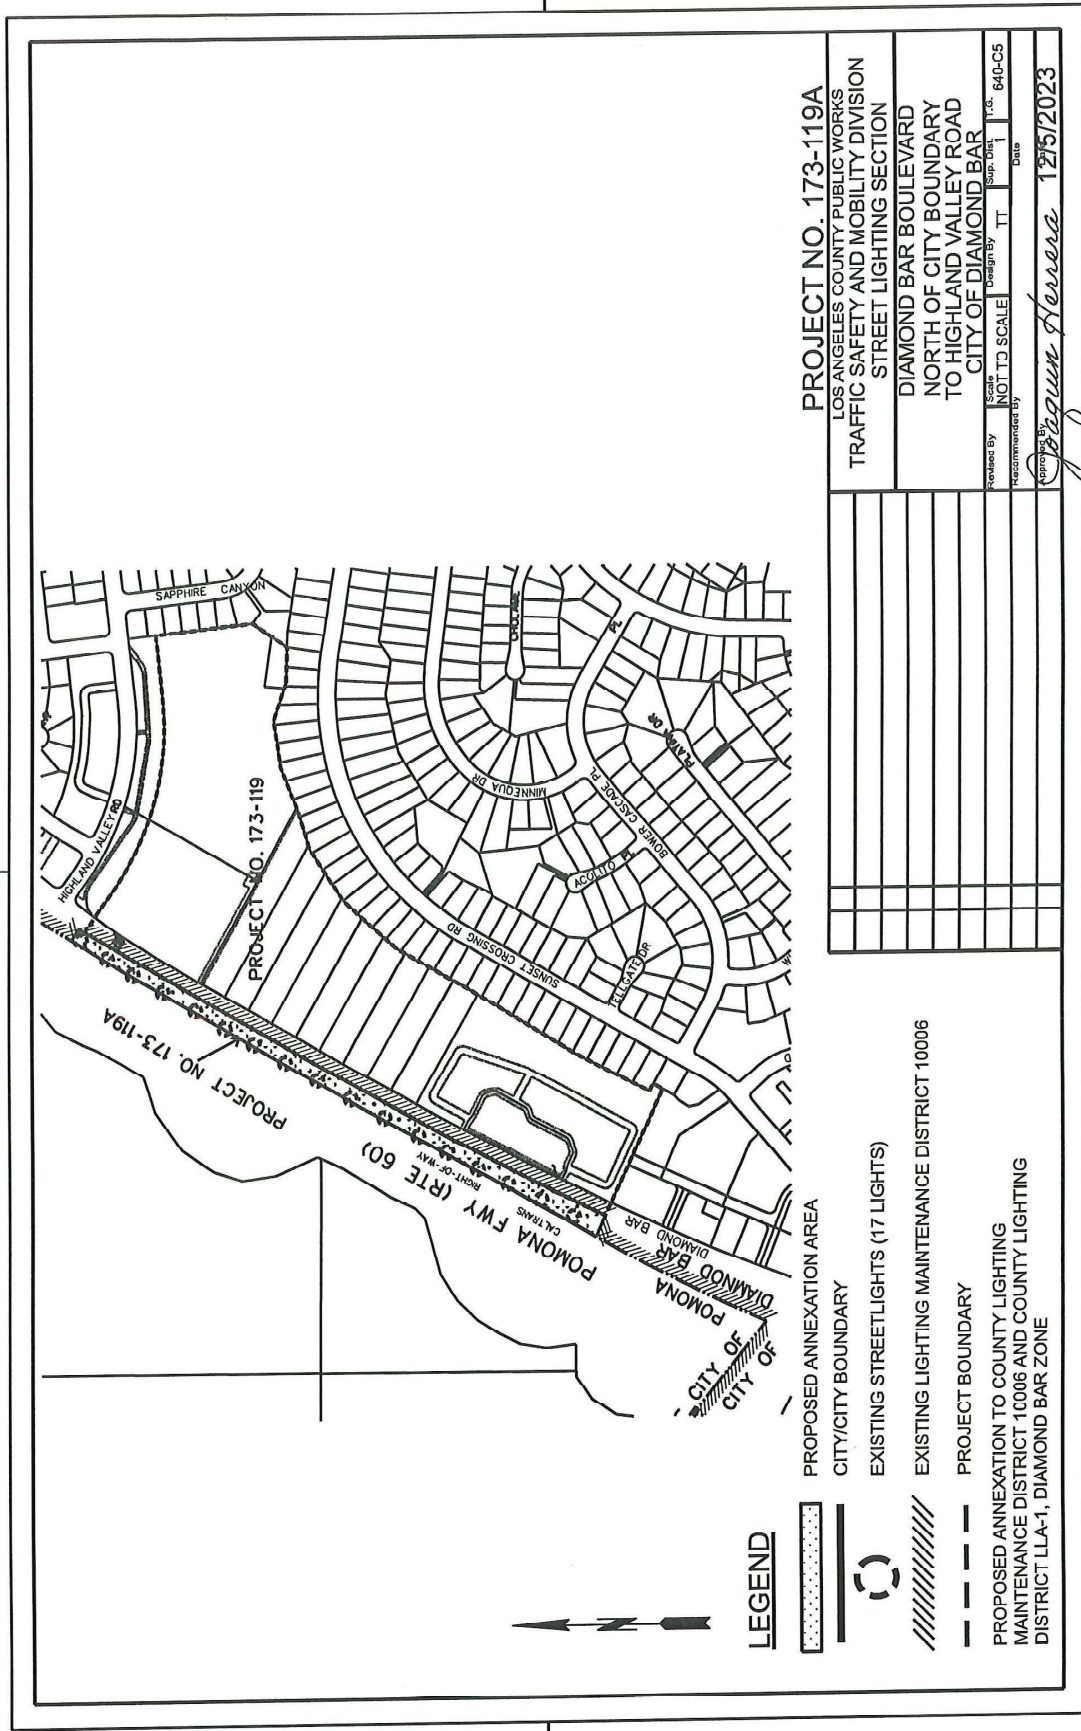 PROJECT NO. 173-119A
LOS ANGELES COUNTY PUBLIC WORKS
TRAFFIC SAFETY AND MOBILITY DIVISION
STREET LIGHTING SECTION
DIAMOND BAR BOULEVARD
NORTH OF CITY BOUNDARY
TO HIGHLAND VALLEY ROAD
CITY OF DIAMOND BAR
Revised By
Scale
NOT TO SCALE
Design By
TT
Sup. Dist.
1
T.G.
640-C5
Recommended By
Date
Approved By
Joaquin Herrera
12/5/2023
SAPPHIRE CANYON
HIGHLAND VALLEY RD
PROJECT NO. 173-119
PROJECT NO. 173-119A
POMONA FWY (RTE 60)
CALTRANS
RIGHT-OF-WAY
SUNSET CROSSING RD
MINNEQUA DR
BOWER CASCADE PL
PL
ACOLITO PL
PLATINA DR
DIAMOND BAR
CITY OF POMONA
CITY OF DIAMNOD BAR
N
LEGEND
PROPOSED ANNEXATION AREA
CITY/CITY BOUNDARY
EXISTING STREETLIGHTS (17 LIGHTS)
EXISTING LIGHTING MAINTENANCE DISTRICT 10006
PROJECT BOUNDARY
PROPOSED ANNEXATION TO COUNTY LIGHTING
MAINTENANCE DISTRICT 10006 AND COUNTY LIGHTING
DISTRICT LLA-1, DIAMOND BAR ZONE